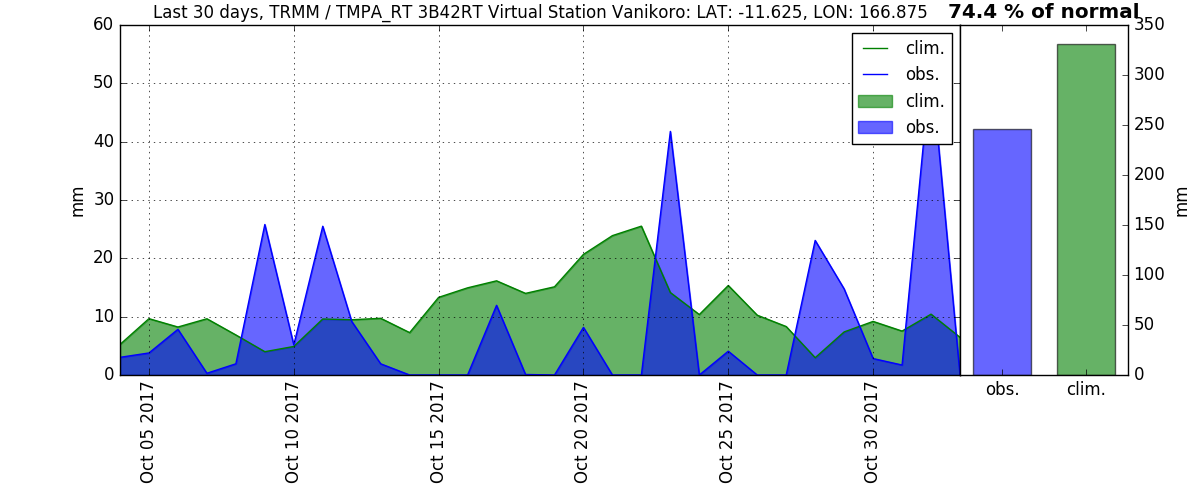 Last 30 days, TRMM / TMPA_RT 3B42RT Virtual Station Vanikoro: LAT: -11.625, LON: 166.875
74.4 % of normal
60
50
40
30
20
10
0
mm
clim.
obs.
clim.
obs.
Oct 05 2017
Oct 10 2017
Oct 15 2017
Oct 20 2017
Oct 25 2017
Oct 30 2017
350
300
250
200
150
100
50
0
mm
obs.
clim.